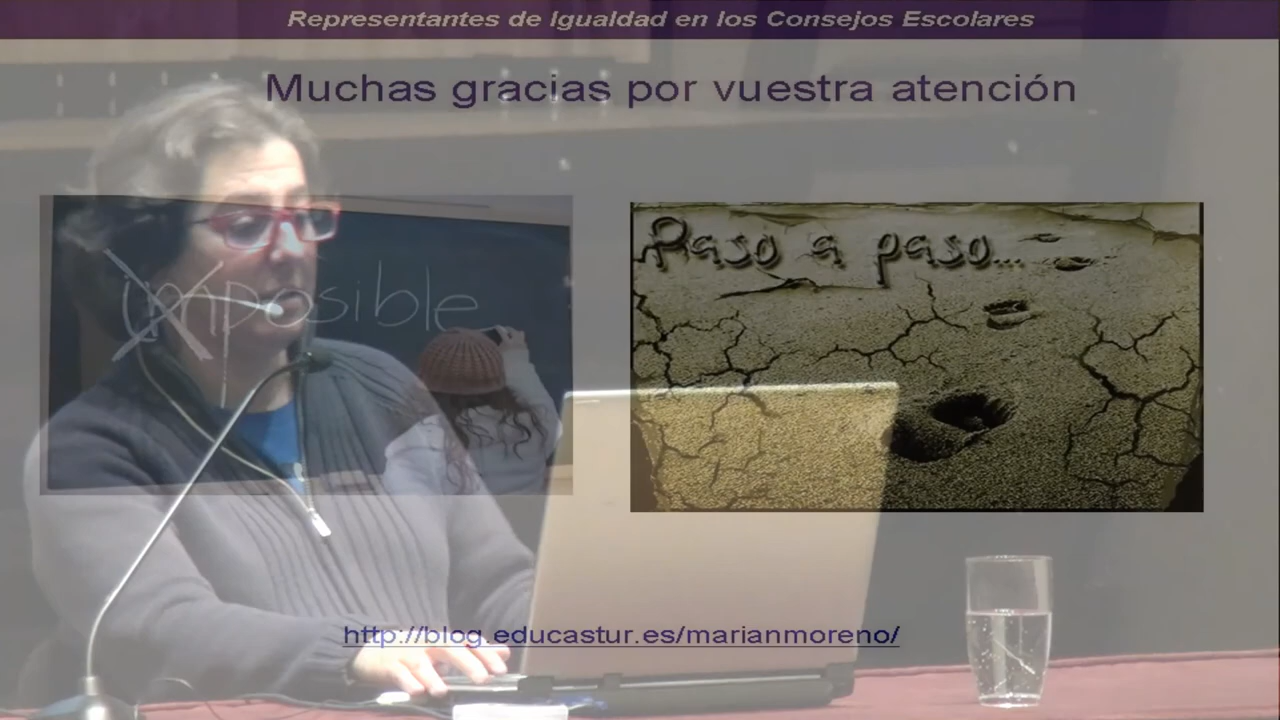 Representantes de Igualdad en los Consejos Escolares
Muchas gracias por vuestra atención
imposible
Paso a paso...
http://blog.educastur.es/marianmoreno/